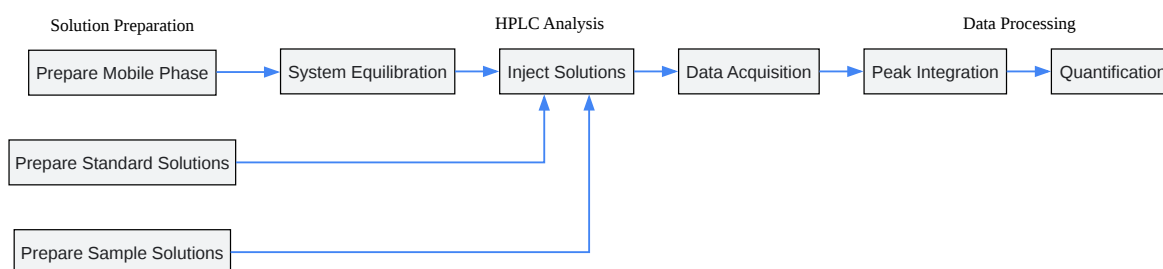 Solution Preparation
HPLC Analysis
Data Processing
Prepare Mobile Phase
System Equilibration
Inject Solutions
Data Acquisition
Peak Integration
Quantification
Prepare Standard Solutions
Prepare Sample Solutions